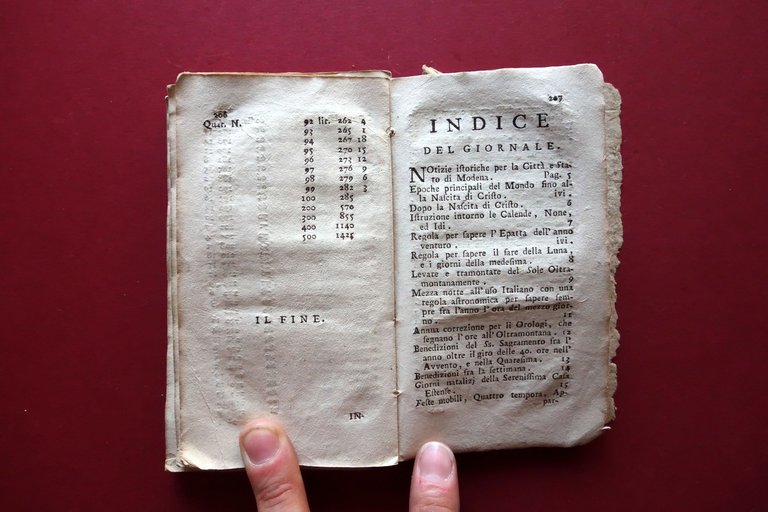 268
Quar. N.
92 lir. 262 4
93 265 1
94 267 18
95 270 15
96 273 12
97 276 9
98 279 6
99 282 3
100 285
200 570
300 855
400 1140
500 1425
IL FINE.
IN-
207
INDICE
DEL GIORNALE.
NOtizie iſtoriche per la Città e Sta-
to di Modena. Pag. 5
Epoche principali del Mondo fino al-
la Naſcita di Criſto. ivi.
Dopo la Naſcita di Criſto. 6
Iſtruzione intorno le Calende, None,
ed Idi. 7
Regola per ſapere l'Epatta dell'anno
venturo. ivi.
Regola per ſapere il fare della Luna,
e i giorni della medeſima. 8
Levate e tramontate del Sole Oltra-
montanamente. 9
Mezza notte all'uſo Italiano con una
regola aſtronomica per ſapere ſem-
pre fra l'anno l'ora del mezzo gior-
no. 11
Annua correzione per li Orologi, che
ſegnano l'ore all'Oltramontana. 12
Benedizioni del Ss. Sagramento fra l'
anno oltre il giro delle 40. ore nell'
Avvento, e nella Quareſima. 13
Benedizioni fra la ſettimana. 14
Giorni natalizj della Sereniſſima Caſa
Eſtenſe. 15
Feſte mobili, Quattro tempora, Ap-
par-